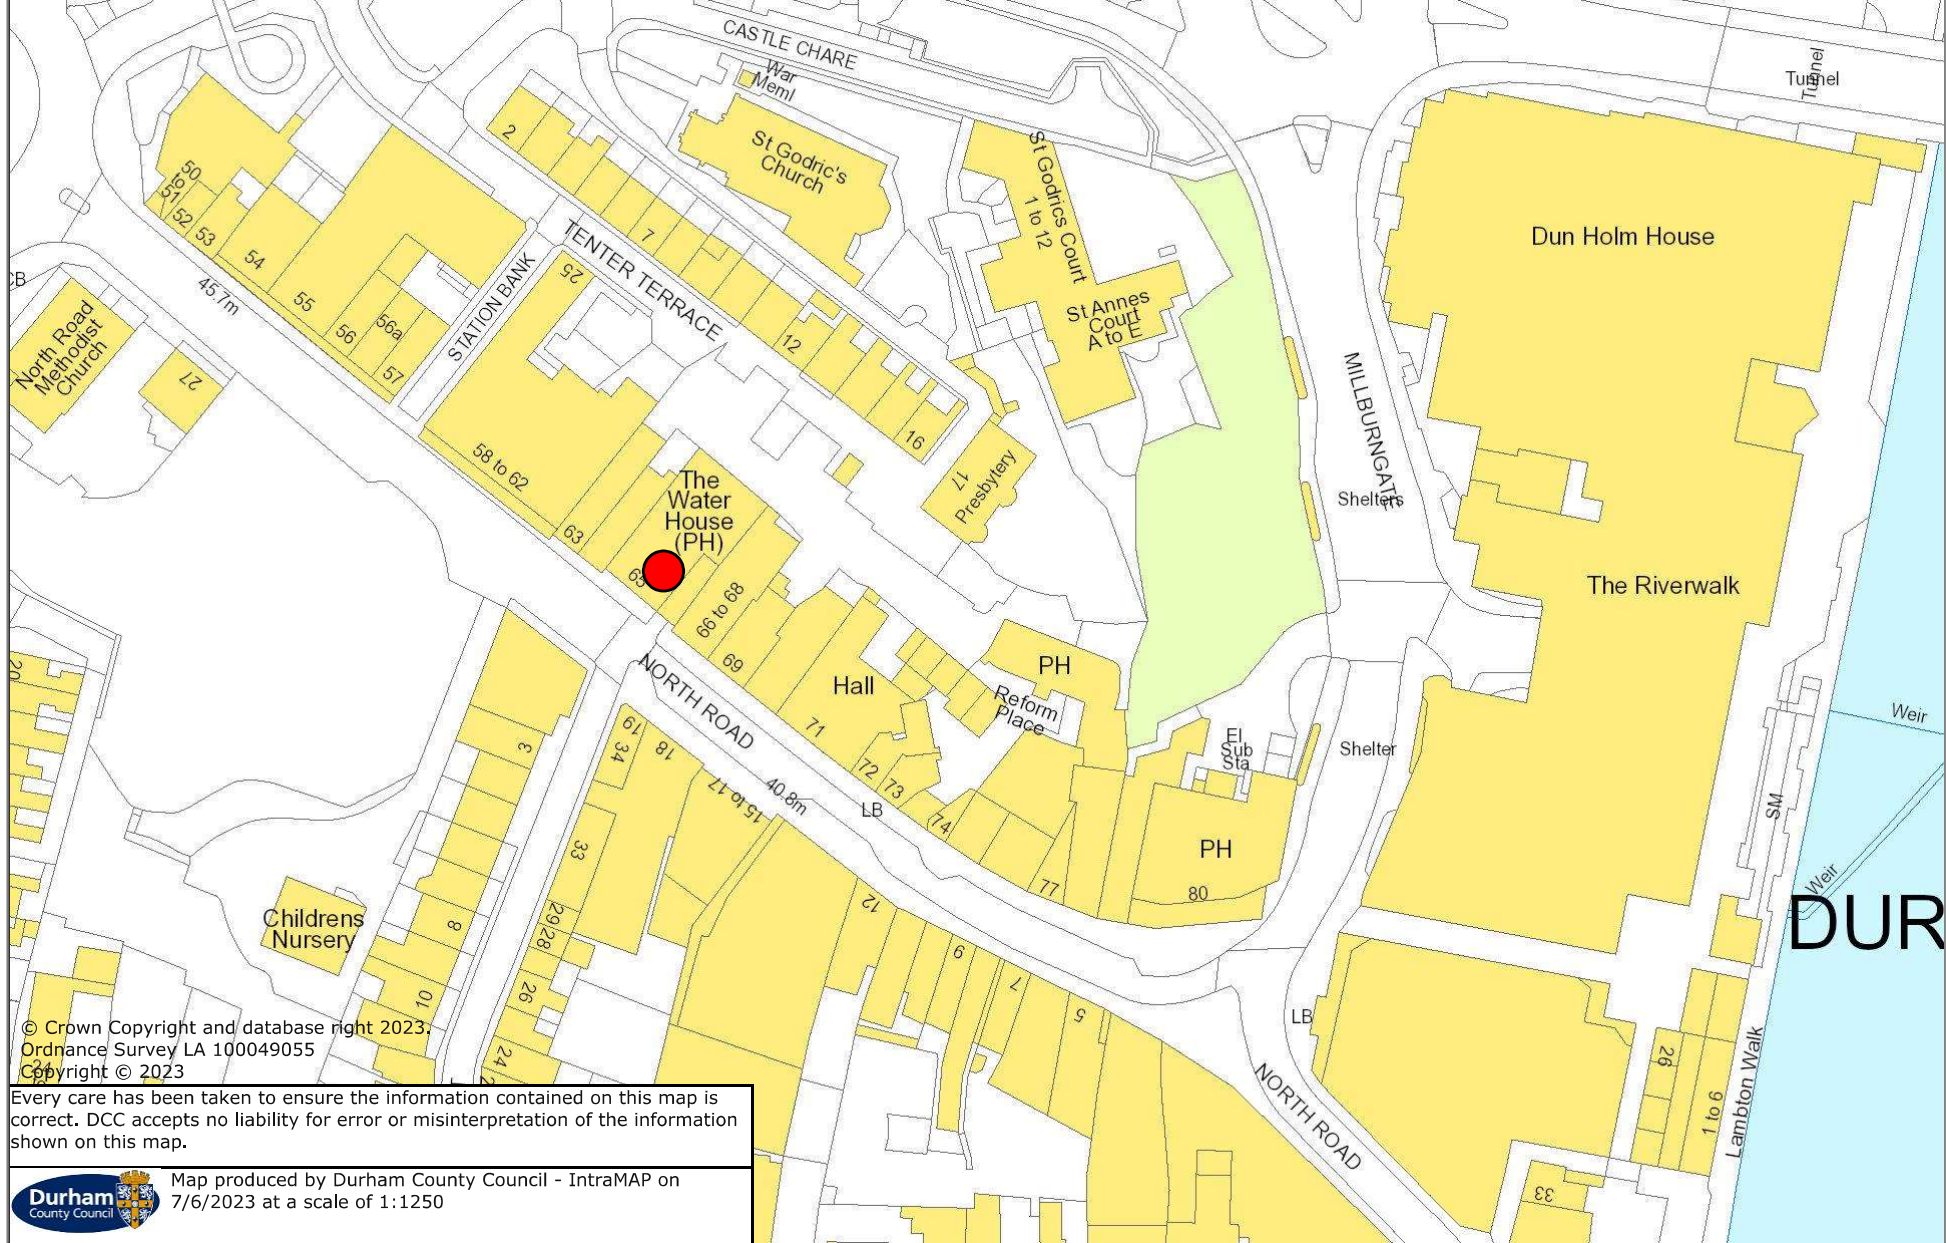 CASTLE CHARE
War
Meml
Tunnel
Tunnel
2
St Godric's
Church
St Godrics Court
1 to 12
50
51
52
53
54
55
56
56a
57
45.7m
CB
North Road
Methodist
Church
27
STATION BANK
25
TENTER TERRACE
7
12
16
17
Presbytery
St Annes
Court
A to E
Dun Holm House
MILLBURNGATE
Shelters
58 to 62
63
The
Water
House
(PH)
65
66 to 68
69
NORTH ROAD
Hall
71
72
73
74
77
PH
Reform
Place
El
Sub
Sta
Shelter
PH
80
The Riverwalk
Weir
SM
Weir
DUR
3
19
34
18
15 to 17
40.8m
LB
33
8
10
29
28
26
24
12
9
7
5
Childrens
Nursery
LB
NORTH ROAD
26
1 to 6
Lambton Walk
33
© Crown Copyright and database right 2023.
Ordnance Survey LA 100049055
Copyright © 2023
Every care has been taken to ensure the information contained on this map is
correct. DCC accepts no liability for error or misinterpretation of the information
shown on this map.
Durham
County Council
Map produced by Durham County Council - IntraMAP on
7/6/2023 at a scale of 1:1250